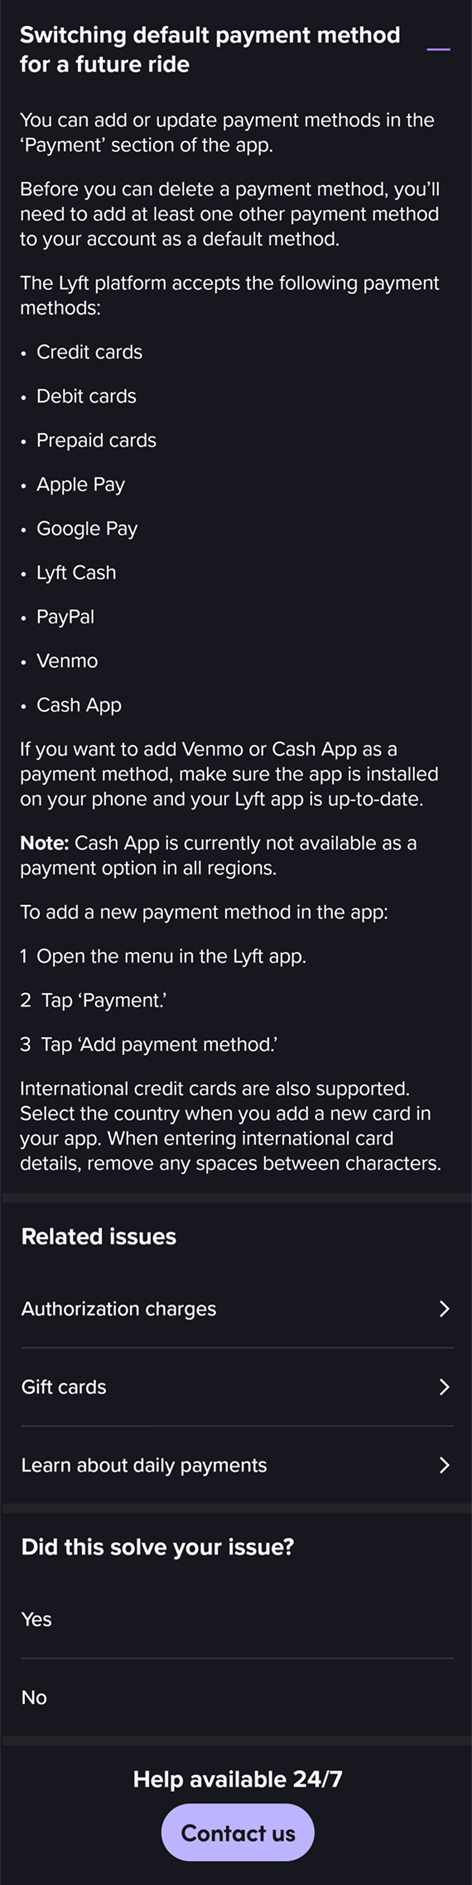 Switching default payment method
for a future ride
You can add or update payment methods in the
‘Payment’ section of the app.
Before you can delete a payment method, you’ll
need to add at least one other payment method
to your account as a default method.
The Lyft platform accepts the following payment
methods:
• Credit cards
• Debit cards
• Prepaid cards
• Apple Pay
• Google Pay
• Lyft Cash
• PayPal
• Venmo
• Cash App
If you want to add Venmo or Cash App as a
payment method, make sure the app is installed
on your phone and your Lyft app is up-to-date.
Note: Cash App is currently not available as a
payment option in all regions.
To add a new payment method in the app:
1 Open the menu in the Lyft app.
2 Tap ‘Payment.’
3 Tap ‘Add payment method.’
International credit cards are also supported.
Select the country when you add a new card in
your app. When entering international card
details, remove any spaces between characters.
Related issues
Authorization charges
Gift cards
Learn about daily payments
Did this solve your issue?
Yes
No
Help available 24/7
Contact us